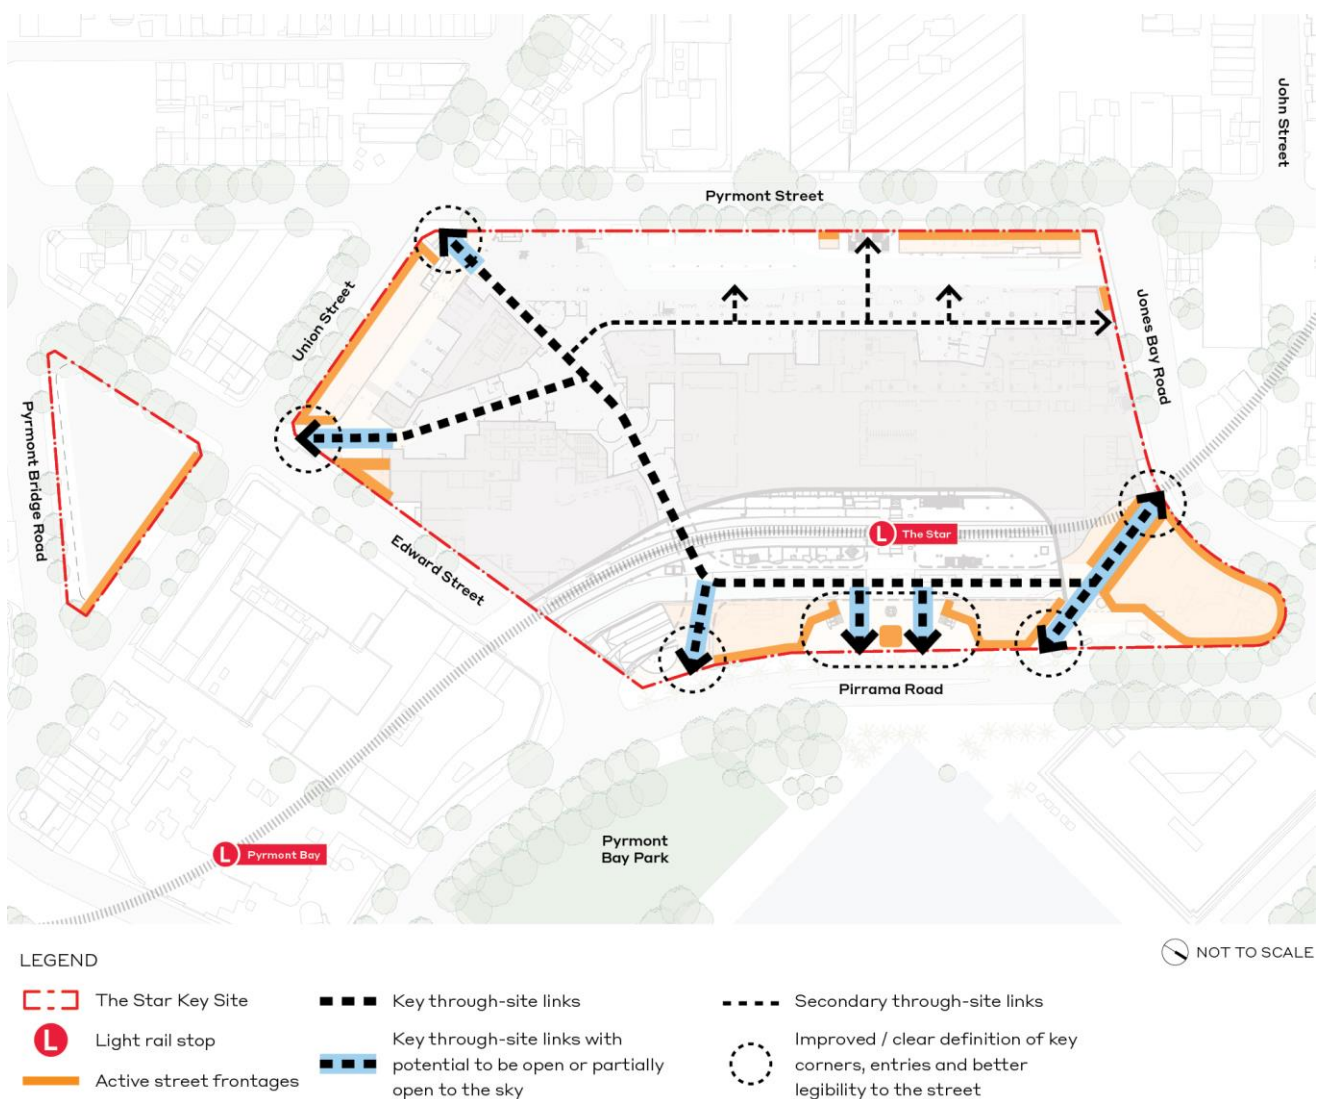 John Street
Pyrmont Street
Union Street
Jones Bay Road
Pyrmont Bridge Road
L The Star
Edward Street
Pirrama Road
Pyrmont
Bay Park
L Pyrmont Bay
LEGEND
NOT TO SCALE
The Star Key Site
L Light rail stop
Active street frontages
Key through-site links
Key through-site links with
potential to be open or partially
open to the sky
Secondary through-site links
Improved / clear definition of key
corners, entries and better
legibility to the street